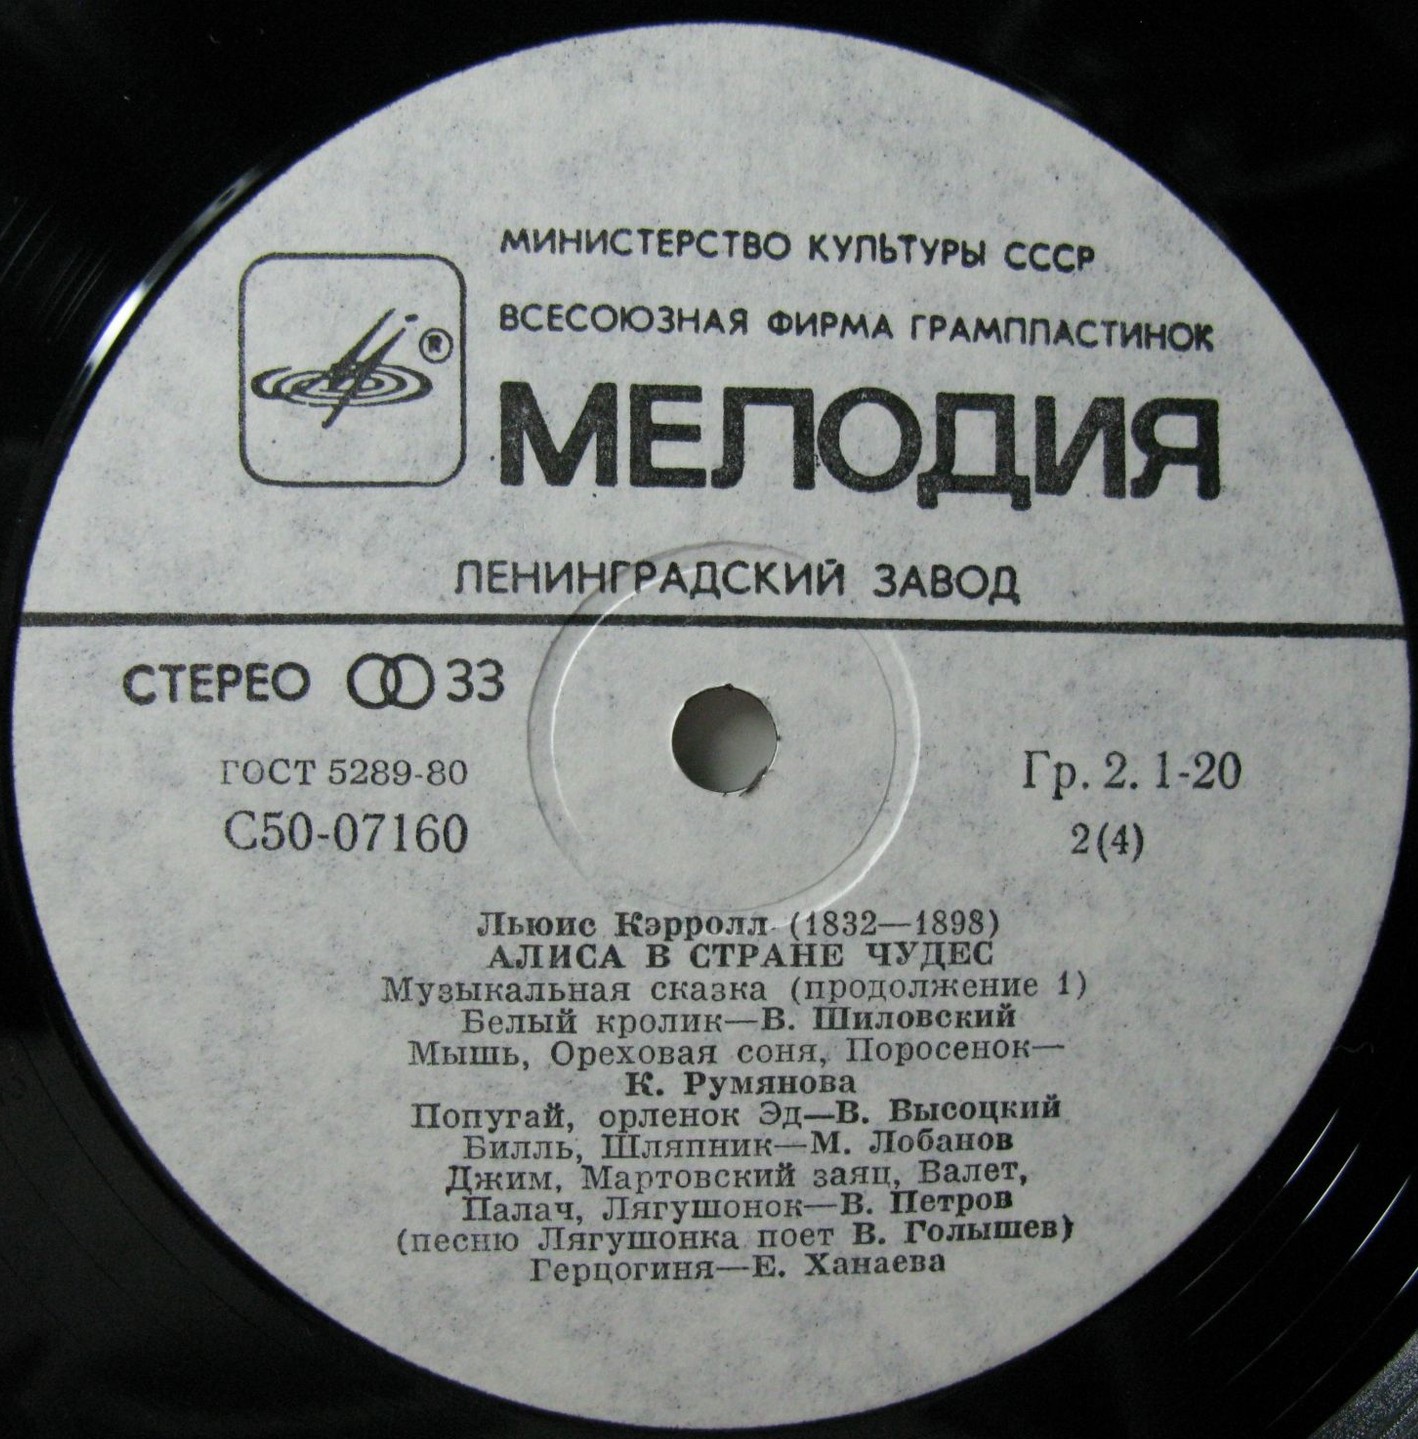 МИНИСТЕРСТВО КУЛЬТУРЫ СССР
ВСЕСОЮЗНАЯ ФИРМА ГРАМПЛАСТИНОК
®
МЕЛОДИЯ
ЛЕНИНГРАДСКИЙ ЗАВОД
СТЕРЕО 33
ГОСТ 5289-80
С50-07160
Гр. 2. 1-20
2(4)
Льюис Кэрролл (1832—1898)
АЛИСА В СТРАНЕ ЧУДЕС
Музыкальная сказка (продолжение 1)
Белый кролик—В. Шиловский
Мышь, Ореховая соня, Поросенок—
К. Румянова
Попугай, орленок Эд—В. Высоцкий
Билль, Шляпник—М. Лобанов
Джим, Мартовский заяц, Валет,
Палач, Лягушонок—В. Петров
(песню Лягушонка поет В. Голышев)
Герцогиня—Е. Ханаева